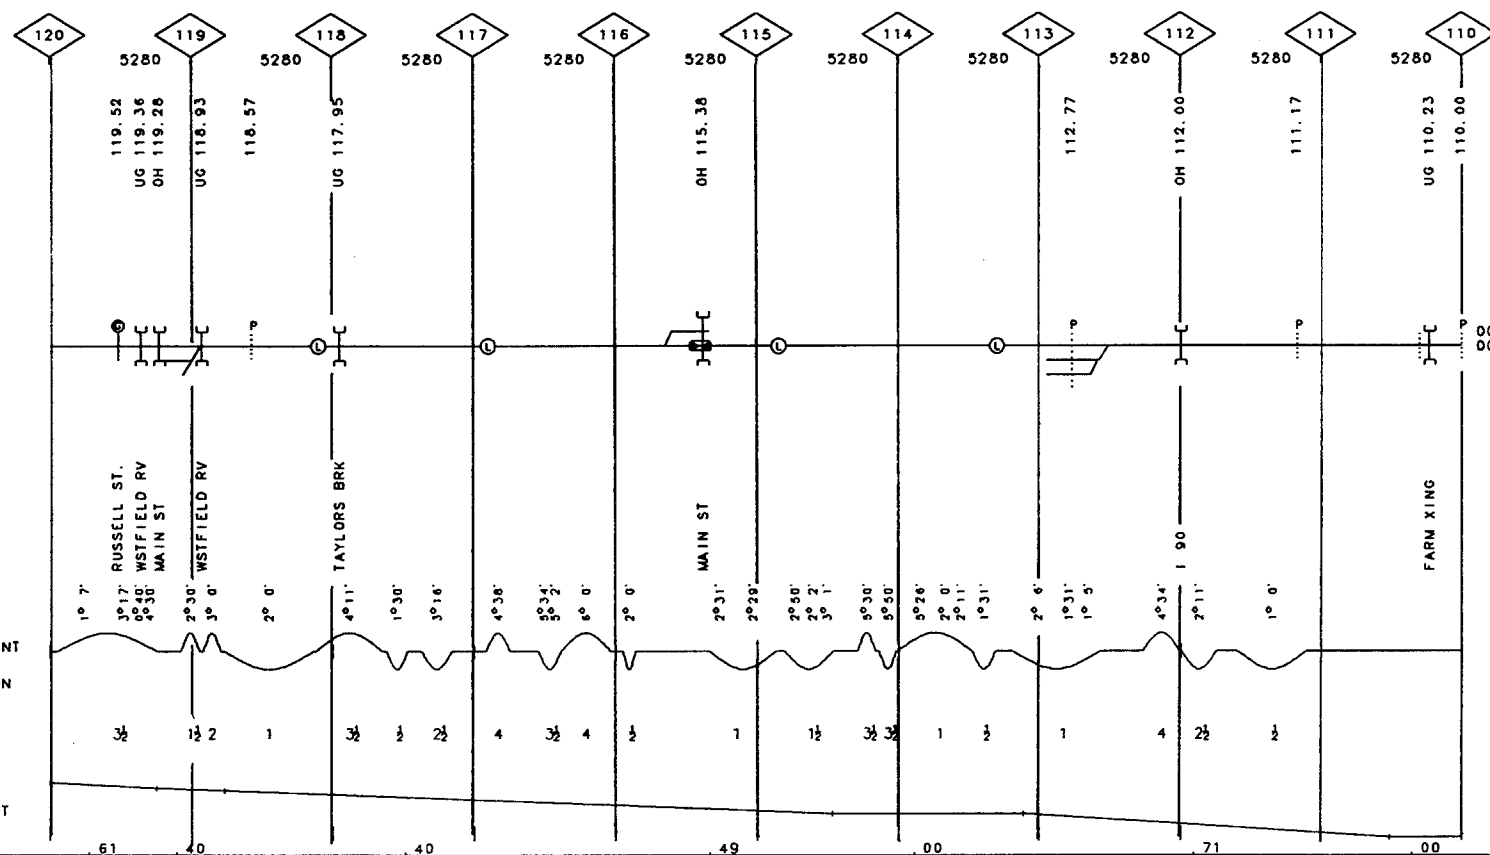 120 119 118 117 116 115 114 113 112 111 110
5280 5280 5280 5280 5280 5280 5280 5280 5280 5280
119.52
UG 119.36
OH 119.28
UG 118.93
118.57
UG 117.95
OH 115.38
112.77
OH 112.00
111.17
UG 110.23
110.00
P P P P
L L L L
RUSSELL ST.
WSTFIELD RV
MAIN ST
WSTFIELD RV
TAYLORS BRK
MAIN ST
I 90
FARM XING
1° 7'
3°17'
0°40'
4°30'
2°30'
3° 0'
2° 0'
4°11'
1°30'
3°16'
4°38'
5°34'
5° 2'
6° 0'
2° 0'
2°31'
2°29'
2°50'
2° 2'
3° 1'
5°30'
5°50'
5°26'
2° 0'
2°11'
1°31'
2° 6'
1°31'
1° 5'
4°34'
2°11'
1° 0'
NT
N
3½ 1½ 2 1 3½ ½ 2½ 4 3½ 4 ½ 1 1½ 3½ 3½ 1 ½ 1 4 2½ ½
T
61 40 40 49 00 71 00